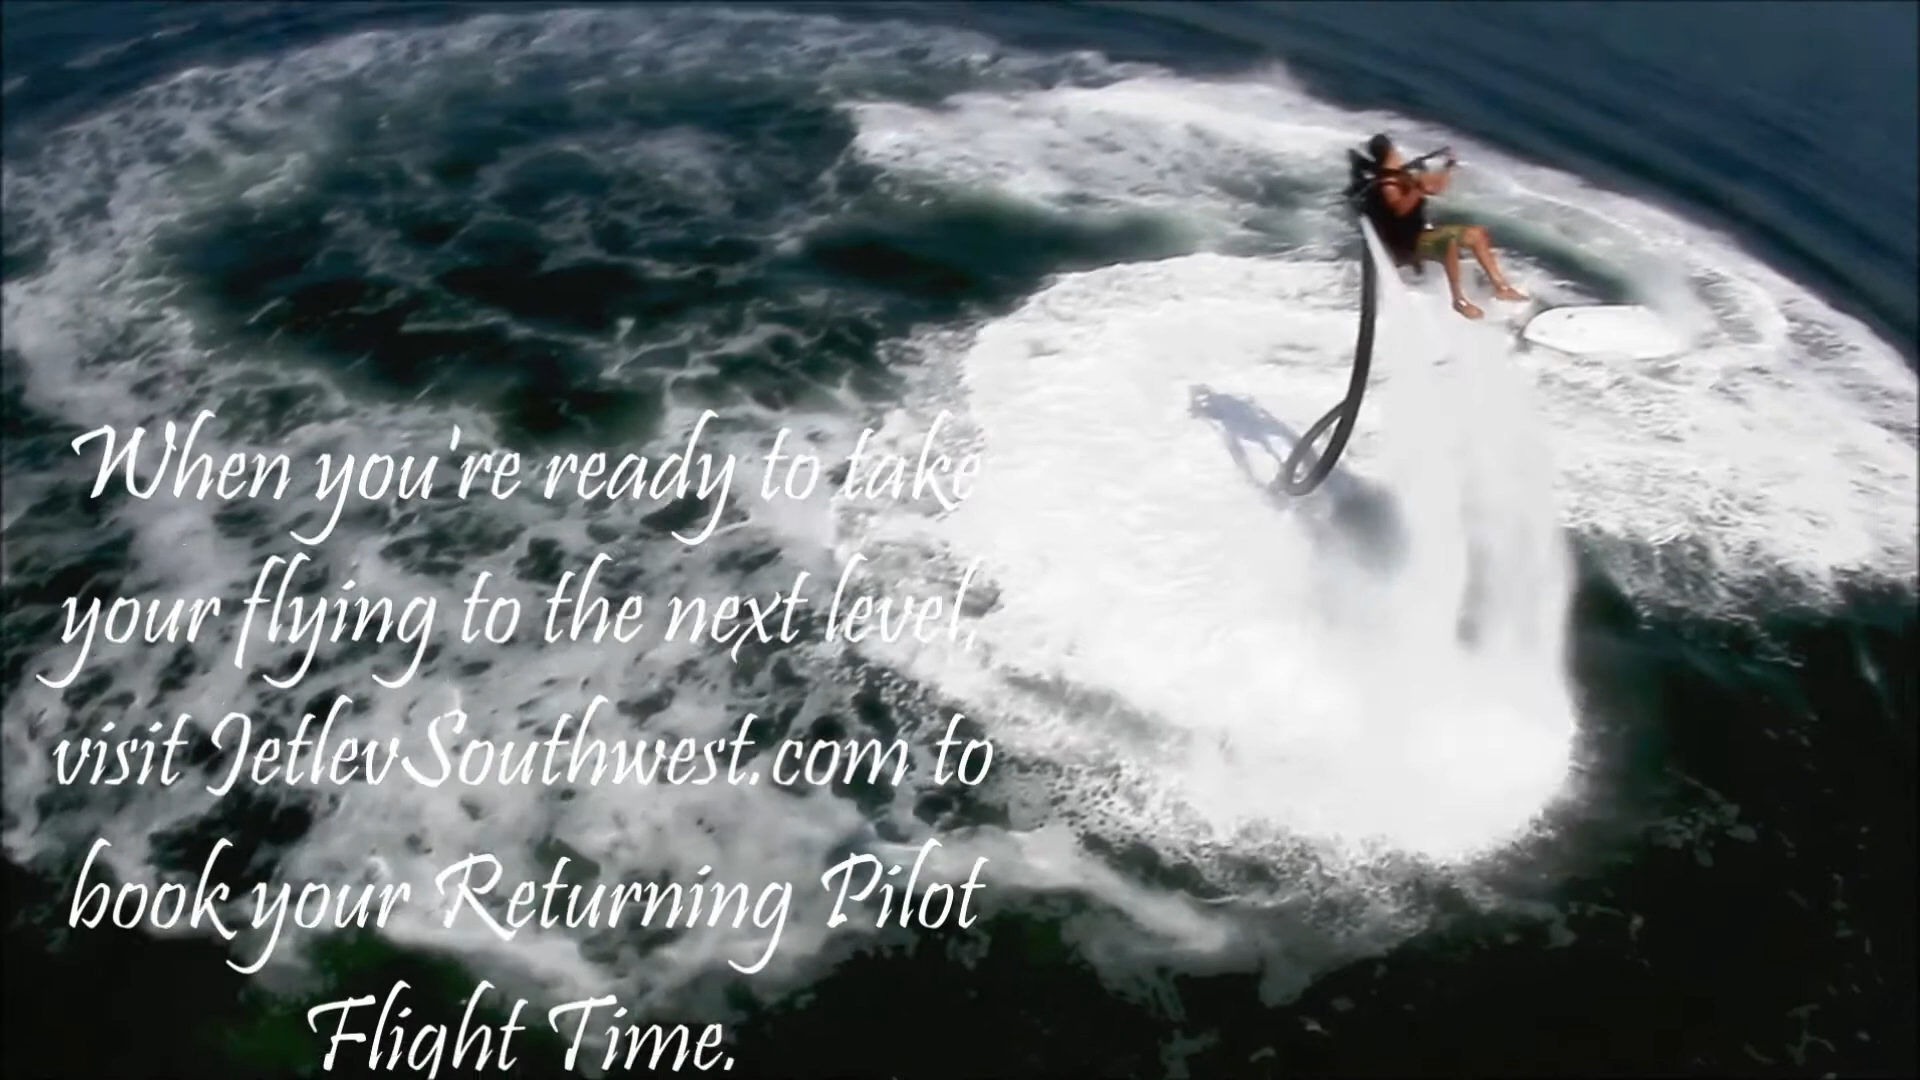 When you're ready to take
your flying to the next level,
visit JetlevSouthwest.com to
book your Returning Pilot
Flight Time.